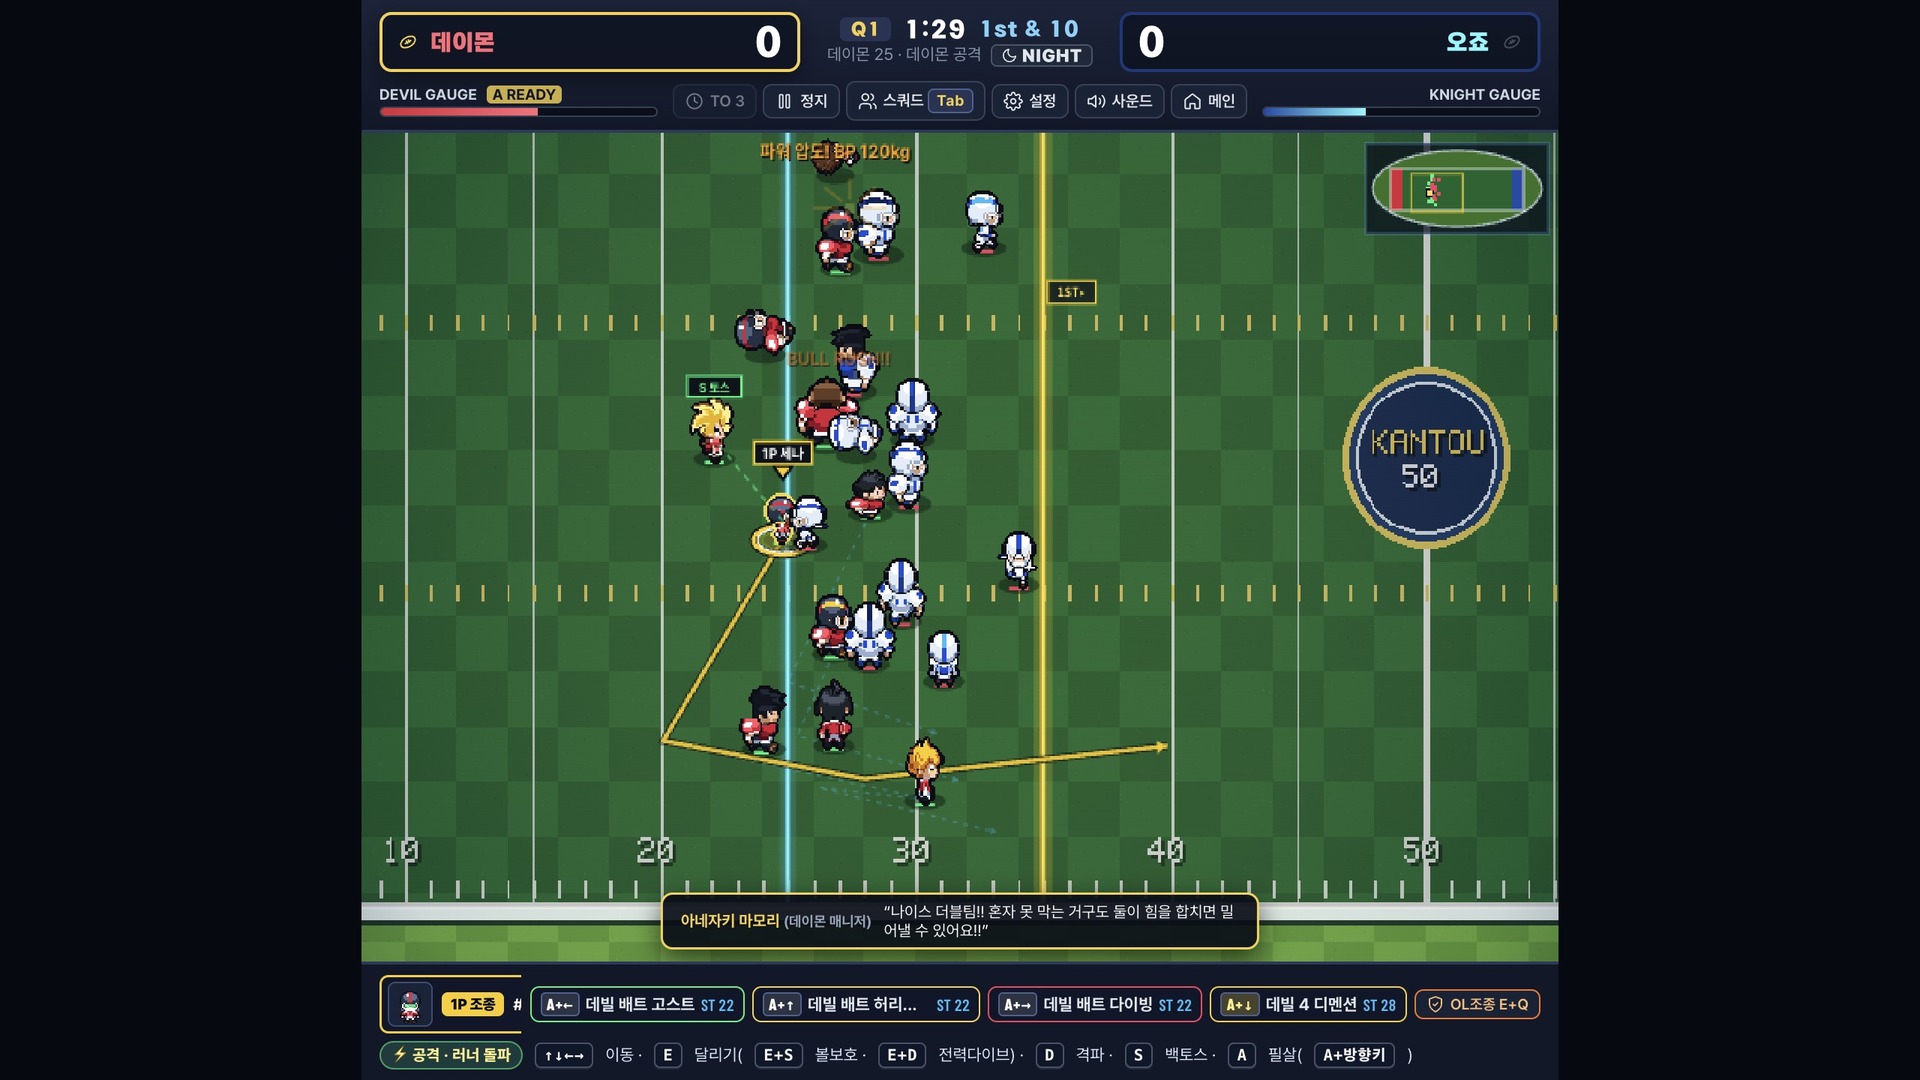 데이몬 0
Q1 1:29 1st & 10
데이몬 25 · 데이몬 공격 NIGHT
0 오죠
DEVIL GAUGE A READY
TO 3 정지 스쿼드 Tab 설정 사운드 메인
KNIGHT GAUGE
파워 압도! BP 120kg
1ST▸
BULL RUSH!!
S 토스
1P 세나
KANTOU
50
10 20 30 40 50
아네자키 마모리 (데이몬 매니저) “나이스 더블팀!! 혼자 못 막는 거구도 둘이 힘을 합치면 밀
어낼 수 있어요!!”
1P 조종 # A+← 데빌 배트 고스트 ST 22 A+↑ 데빌 배트 허리... ST 22 A+→ 데빌 배트 다이빙 ST 22 A+↓ 데빌 4 디멘션 ST 28 OL조종 E+Q
⚡공격 · 러너 돌파 ↑↓←→ 이동 · E 달리기( E+S 볼보호 · E+D 전력다이브) · D 격파 · S 백토스 · A 필살( A+방향키 )